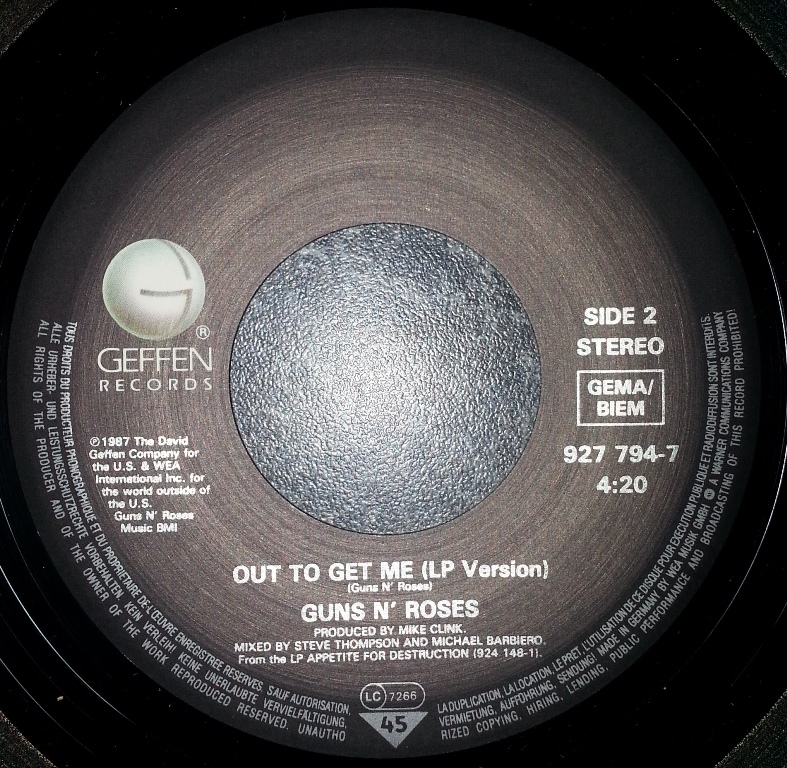 GEFFEN ®
RECORDS
℗1987 The David
Geffen Company for
the U.S. & WEA
International Inc. for
the world outside of
the U.S.
Guns N' Roses
Music BMI
SIDE 2
STEREO
GEMA/
BIEM
927 794-7
4:20
OUT TO GET ME (LP Version)
(Guns N' Roses)
GUNS N' ROSES
PRODUCED BY MIKE CLINK.
MIXED BY STEVE THOMPSON AND MICHAEL BARBIERO.
From the LP APPETITE FOR DESTRUCTION (924 148-1).
LC 7266
45
TOUS DROITS DU PRODUCTEUR PHONOGRAPHIQUE ET DU PROPRIETAIRE DE L'ŒUVRE ENREGISTREE RESERVES. SAUF AUTORISATION, LA DUPLICATION, LA LOCATION, LE PRET, L'UTILISATION DE CE DISQUE POUR EXECUTION PUBLIQUE ET RADIODIFFUSION SONT INTERDITS.
ALLE URHEBER- UND LEISTUNGSSCHUTZRECHTE VORBEHALTEN. KEIN VERLEIH! KEINE UNERLAUBTE VERVIELFÄLTIGUNG, VERMIETUNG, AUFFÜHRUNG, SENDUNG! MADE IN GERMANY BY WEA MUSIK GMBH A WARNER COMMUNICATIONS COMPANY
ALL RIGHTS OF THE PRODUCER AND OF THE OWNER OF THE WORK REPRODUCED RESERVED. UNAUTHORIZED COPYING, HIRING, LENDING, PUBLIC PERFORMANCE AND BROADCASTING OF THIS RECORD PROHIBITED!